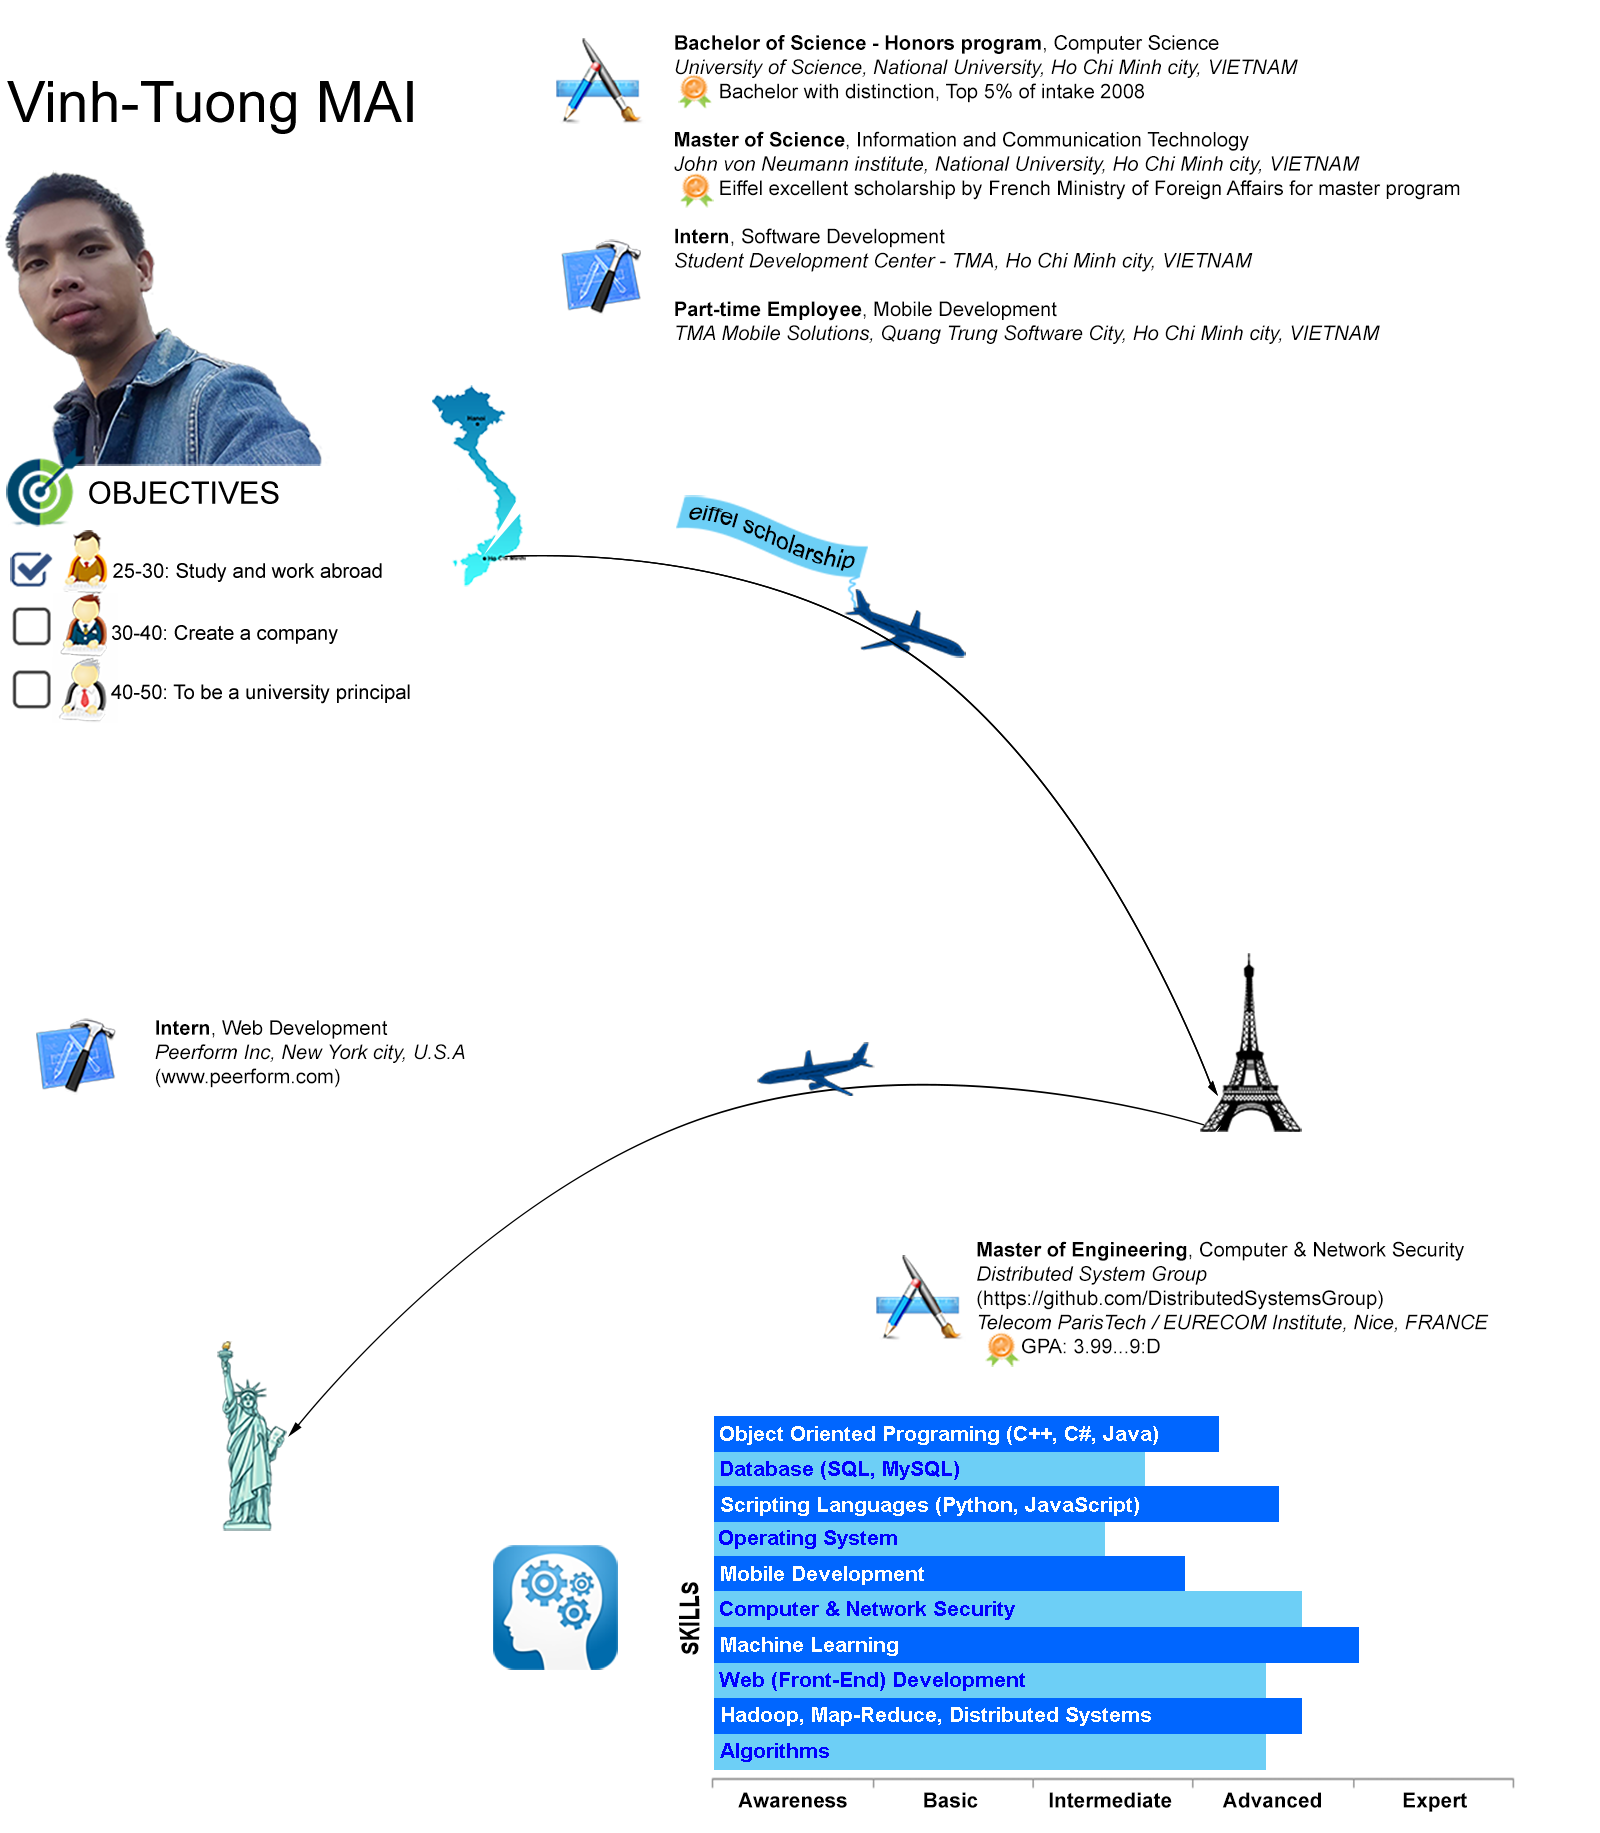 Vinh-Tuong MAI
Bachelor of Science - Honors program, Computer Science
University of Science, National University, Ho Chi Minh city, VIETNAM
Bachelor with distinction, Top 5% of intake 2008
Master of Science, Information and Communication Technology
John von Neumann institute, National University, Ho Chi Minh city, VIETNAM
Eiffel excellent scholarship by French Ministry of Foreign Affairs for master program
Intern, Software Development
Student Development Center - TMA, Ho Chi Minh city, VIETNAM
Part-time Employee, Mobile Development
TMA Mobile Solutions, Quang Trung Software City, Ho Chi Minh city, VIETNAM
Hanoi
Ho Chi Minh
OBJECTIVES
25-30: Study and work abroad
30-40: Create a company
40-50: To be a university principal
eiffel scholarship
Intern, Web Development
Peerform Inc, New York city, U.S.A
(www.peerform.com)
Master of Engineering, Computer & Network Security
Distributed System Group
(https://github.com/DistributedSystemsGroup)
Telecom ParisTech / EURECOM Institute, Nice, FRANCE
GPA: 3.99...9:D
sKILLs
Object Oriented Programing (C++, C#, Java)
Database (SQL, MySQL)
Scripting Languages (Python, JavaScript)
Operating System
Mobile Development
Computer & Network Security
Machine Learning
Web (Front-End) Development
Hadoop, Map-Reduce, Distributed Systems
Algorithms
Awareness Basic Intermediate Advanced Expert